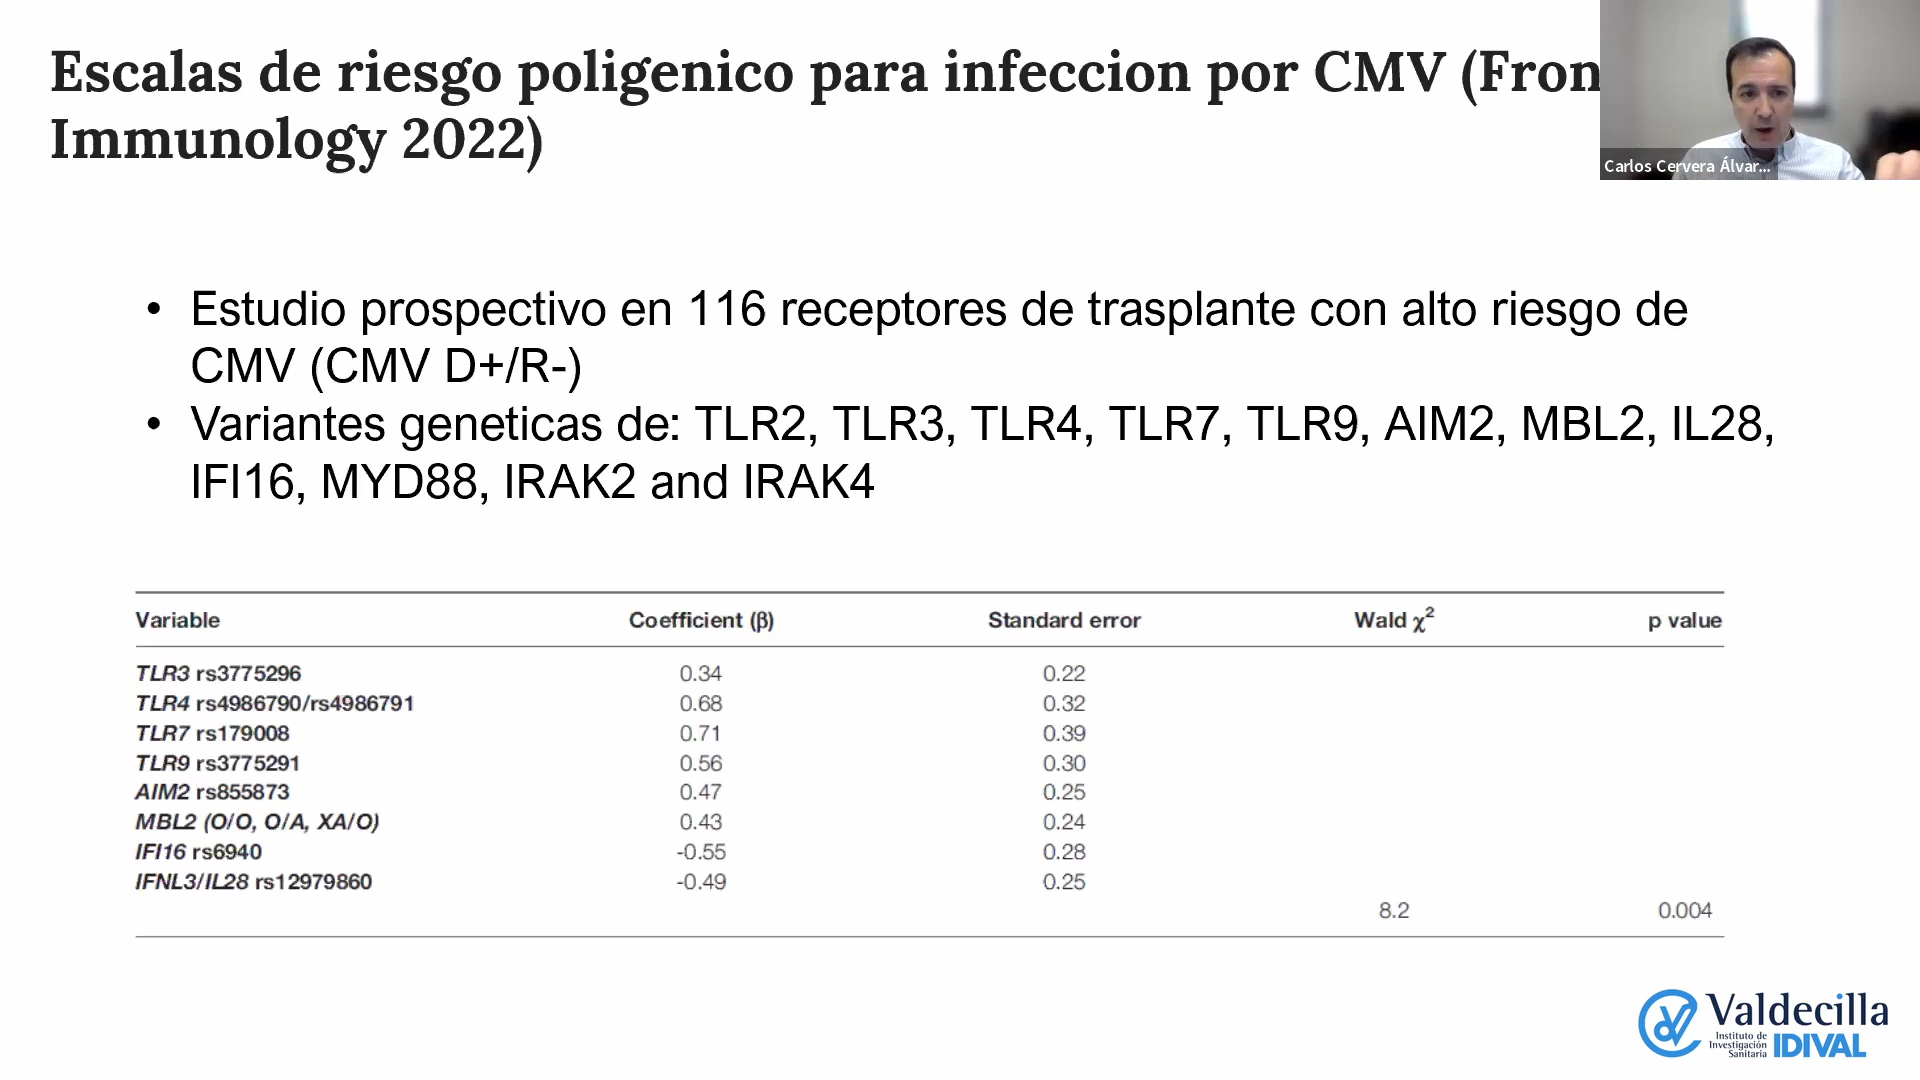 Escalas de riesgo poligenico para infeccion por CMV (Fron
Immunology 2022)
Carlos Cervera Álvar...
• Estudio prospectivo en 116 receptores de trasplante con alto riesgo de
CMV (CMV D+/R-)
• Variantes geneticas de: TLR2, TLR3, TLR4, TLR7, TLR9, AIM2, MBL2, IL28,
IFI16, MYD88, IRAK2 and IRAK4
Variable Coefficient (β) Standard error Wald χ² p value
TLR3 rs3775296 0.34 0.22
TLR4 rs4986790/rs4986791 0.68 0.32
TLR7 rs179008 0.71 0.39
TLR9 rs3775291 0.56 0.30
AIM2 rs855873 0.47 0.25
MBL2 (O/O, O/A, XA/O) 0.43 0.24
IFI16 rs6940 -0.55 0.28
IFNL3/IL28 rs12979860 -0.49 0.25
8.2 0.004
Valdecilla
Instituto de
Investigación
Sanitaria
IDIVAL